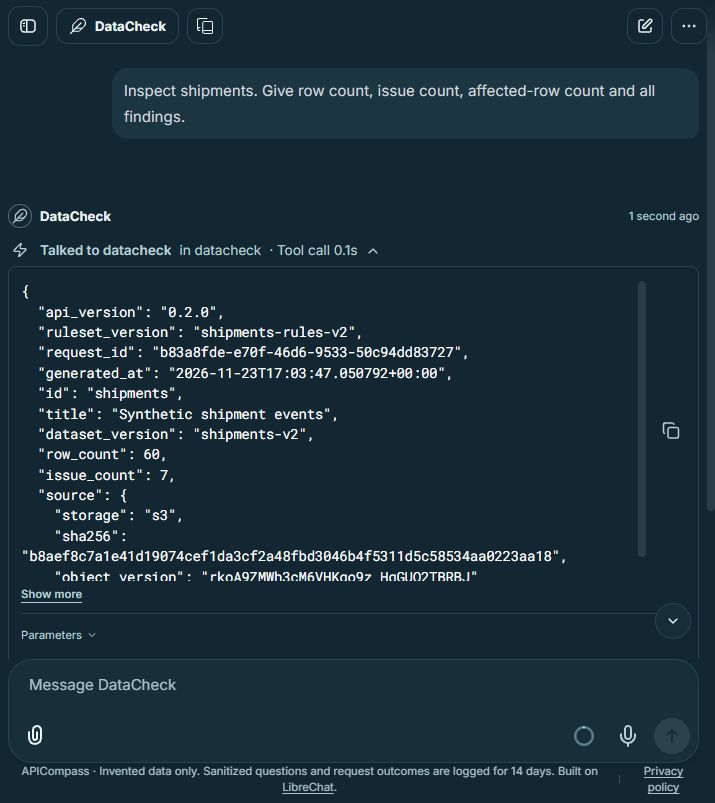 DataCheck
Inspect shipments. Give row count, issue count, affected-row count and all
findings.
DataCheck
1 second ago
Talked to datacheck in datacheck · Tool call 0.1s
{
"api_version": "0.2.0",
"ruleset_version": "shipments-rules-v2",
"request_id": "b83a8fde-e70f-46d6-9533-50c94dd83727",
"generated_at": "2026-11-23T17:03:47.050792+00:00",
"id": "shipments",
"title": "Synthetic shipment events",
"dataset_version": "shipments-v2",
"row_count": 60,
"issue_count": 7,
"source": {
"storage": "s3",
"sha256":
"b8aef8c7a1e41d19074cef1da3cf2a48fbd3046b4f5311d5c58534aa0223aa18",
"object_version":
Show more
Parameters
Message DataCheck
APICompass · Invented data only. Sanitized questions and request outcomes are logged for 14 days. Built on
LibreChat.
Privacy
policy